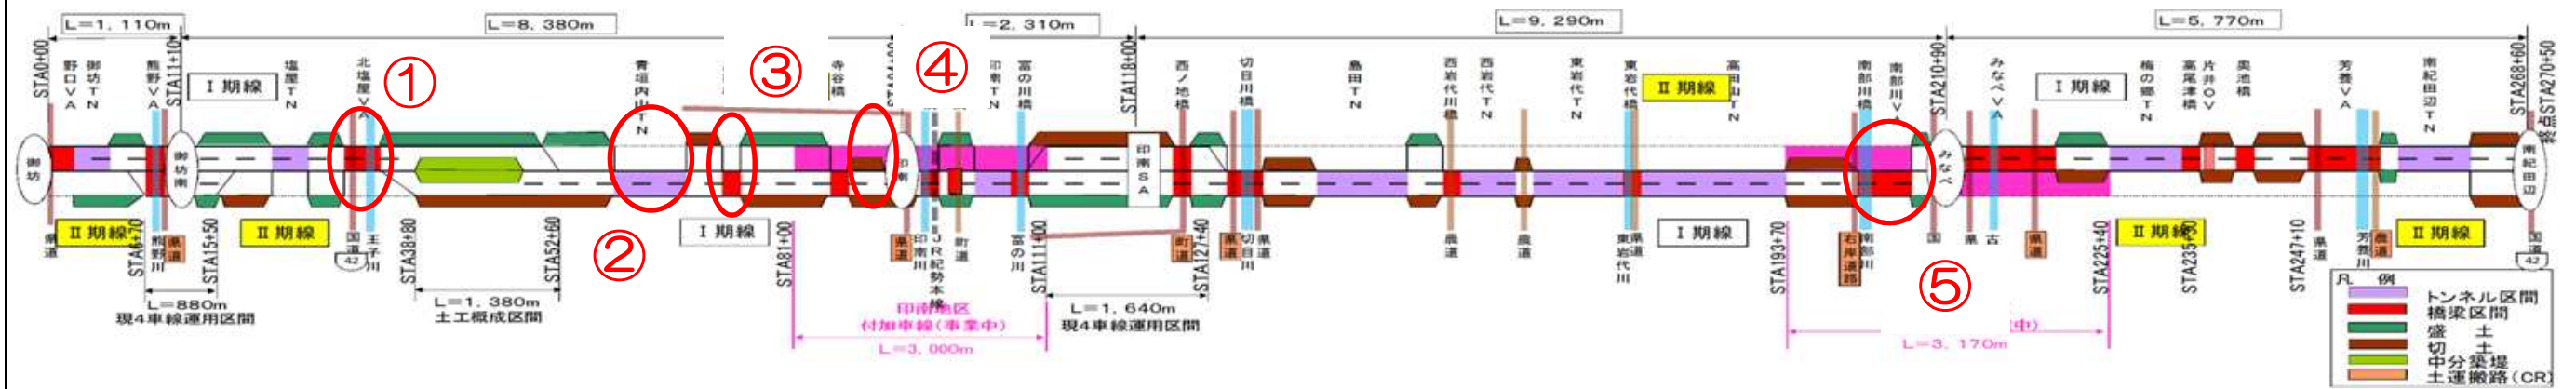 L=1,110m
L=8,380m
L=2,310m
L=9,290m
L=5,770m
STA0+00
野口VA
御坊TN
熊野VA
STA11+10
Ⅰ期線
塩屋TN
北塩屋VA
①
青垣内山TN
③
寺谷橋
④
印南TN
富の川橋
STA118+00
西ノ地橋
切目川橋
島田TN
西岩代川橋
西岩代TN
東岩代TN
東岩代橋
Ⅱ期線
高田山TN
南部川橋
南部川VA
STA210+90
みなべVA
Ⅰ期線
梅の郷TN
高尾津橋
片井OV
奥池橋
芳養VA
南紀田辺TN
STA268+60
終点STA270+50
御坊
御坊南
印南
印南SA
みなべ
南紀田辺
県道
Ⅱ期線
STA6+70
熊野川
県道
STA15+50
Ⅱ期線
国道
42
王子川
STA38+80
STA52+60
②
Ⅰ期線
STA81+00
県道
印南川
JR紀勢本線
町道
STA111+00
町道
STA127+40
県道
切目川
県道
農道
農道
東岩代川
県道
Ⅰ期線
STA193+70
右岸道路
南部川
⑤
国
県
古
県道
STA225+40
Ⅱ期線
STA247+10
県道
芳養川
農道
Ⅱ期線
国道
42
L=880m
現4車線運用区間
L=1,380m
土工概成区間
印南地区
付加車線(事業中)
L=3,000m
L=1,640m
現4車線運用区間
中)
L=3,170m
凡 例
トンネル区間
橋梁区間
盛 土
切 土
中分築堤
土運搬路(CR)